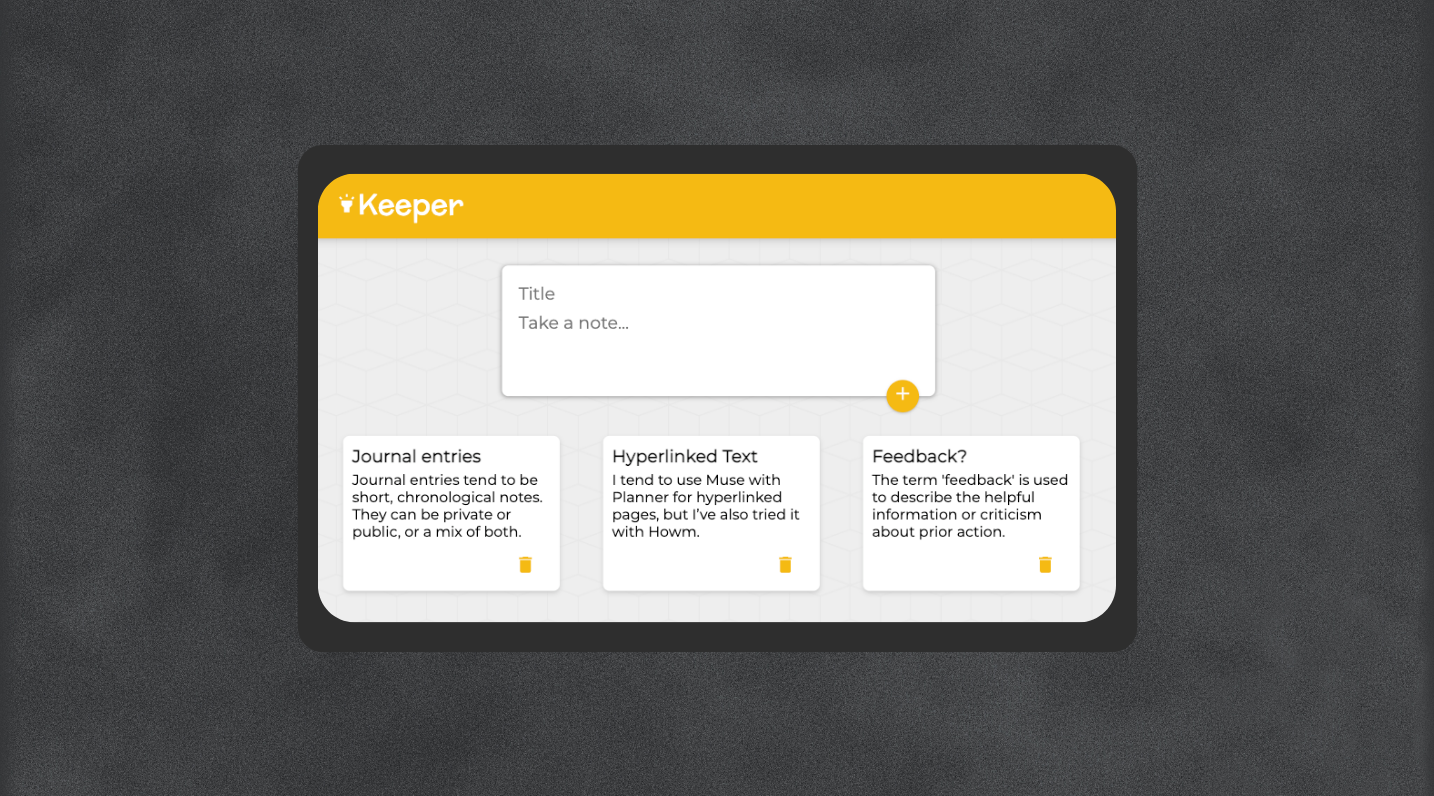 Keeper
Title
Take a note...
Journal entries
Journal entries tend to be
short, chronological notes.
They can be private or
public, or a mix of both.
Hyperlinked Text
I tend to use Muse with
Planner for hyperlinked
pages, but I’ve also tried it
with Howm.
Feedback?
The term 'feedback' is used
to describe the helpful
information or criticism
about prior action.